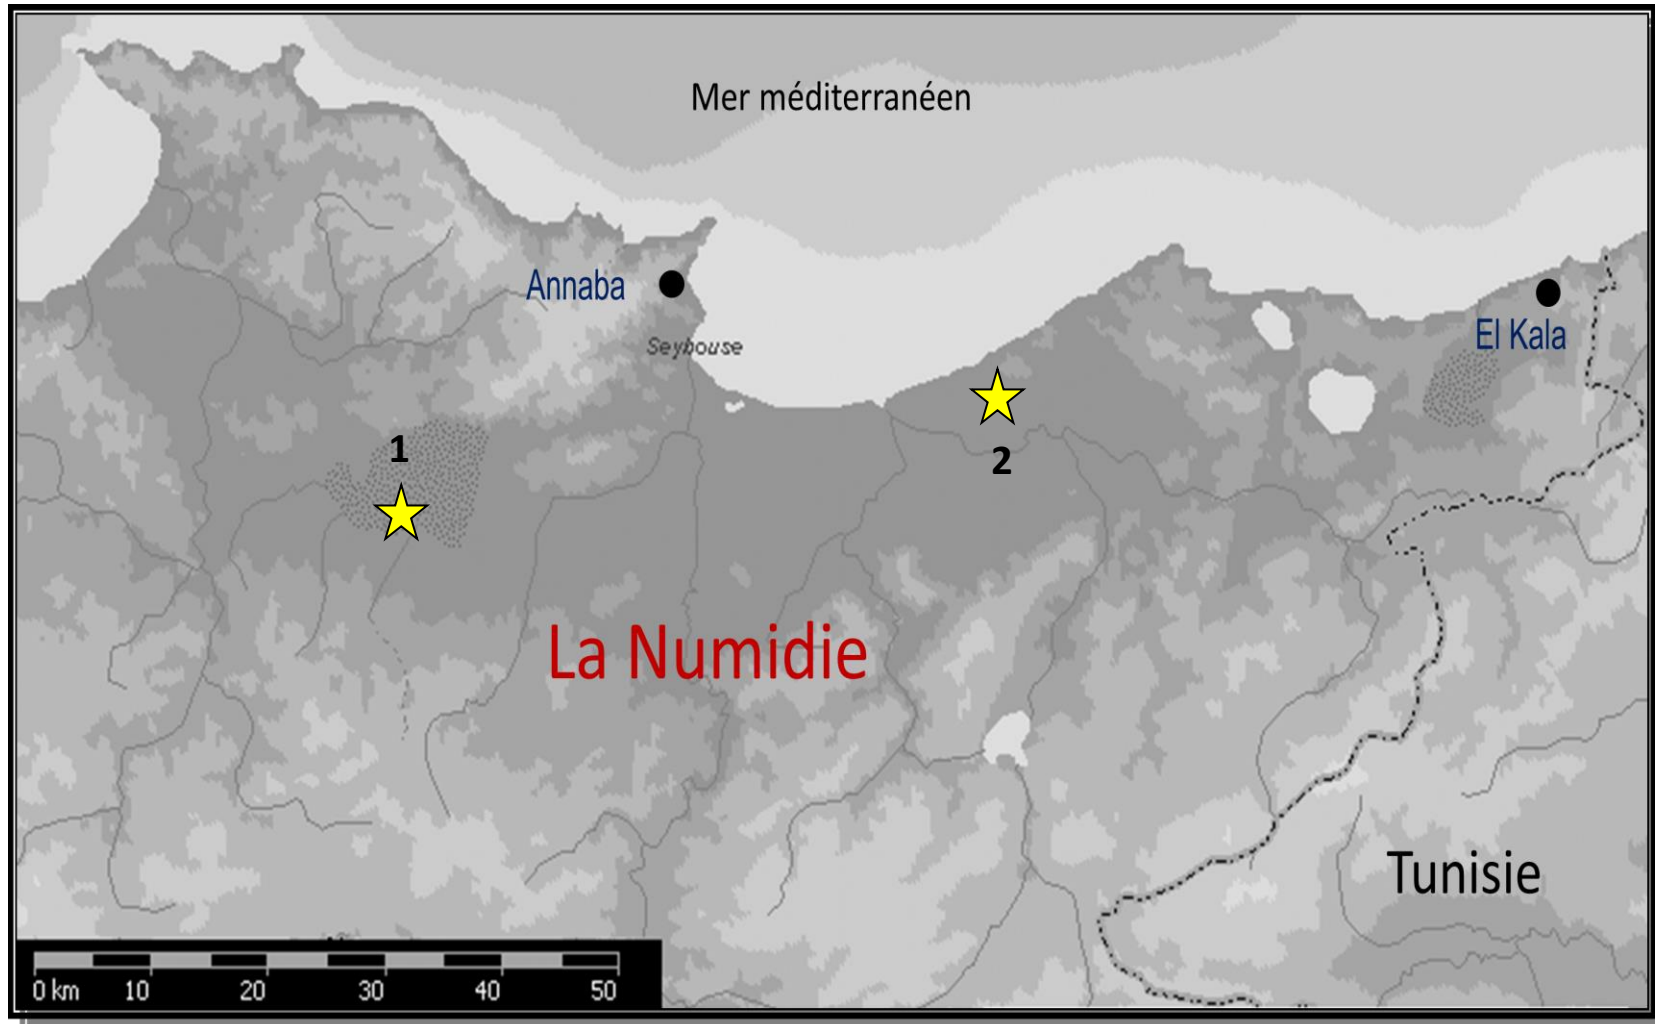 Mer méditerranéen
Annaba
Seybouse
El Kala
1
2
La Numidie
Tunisie
0 km 10 20 30 40 50